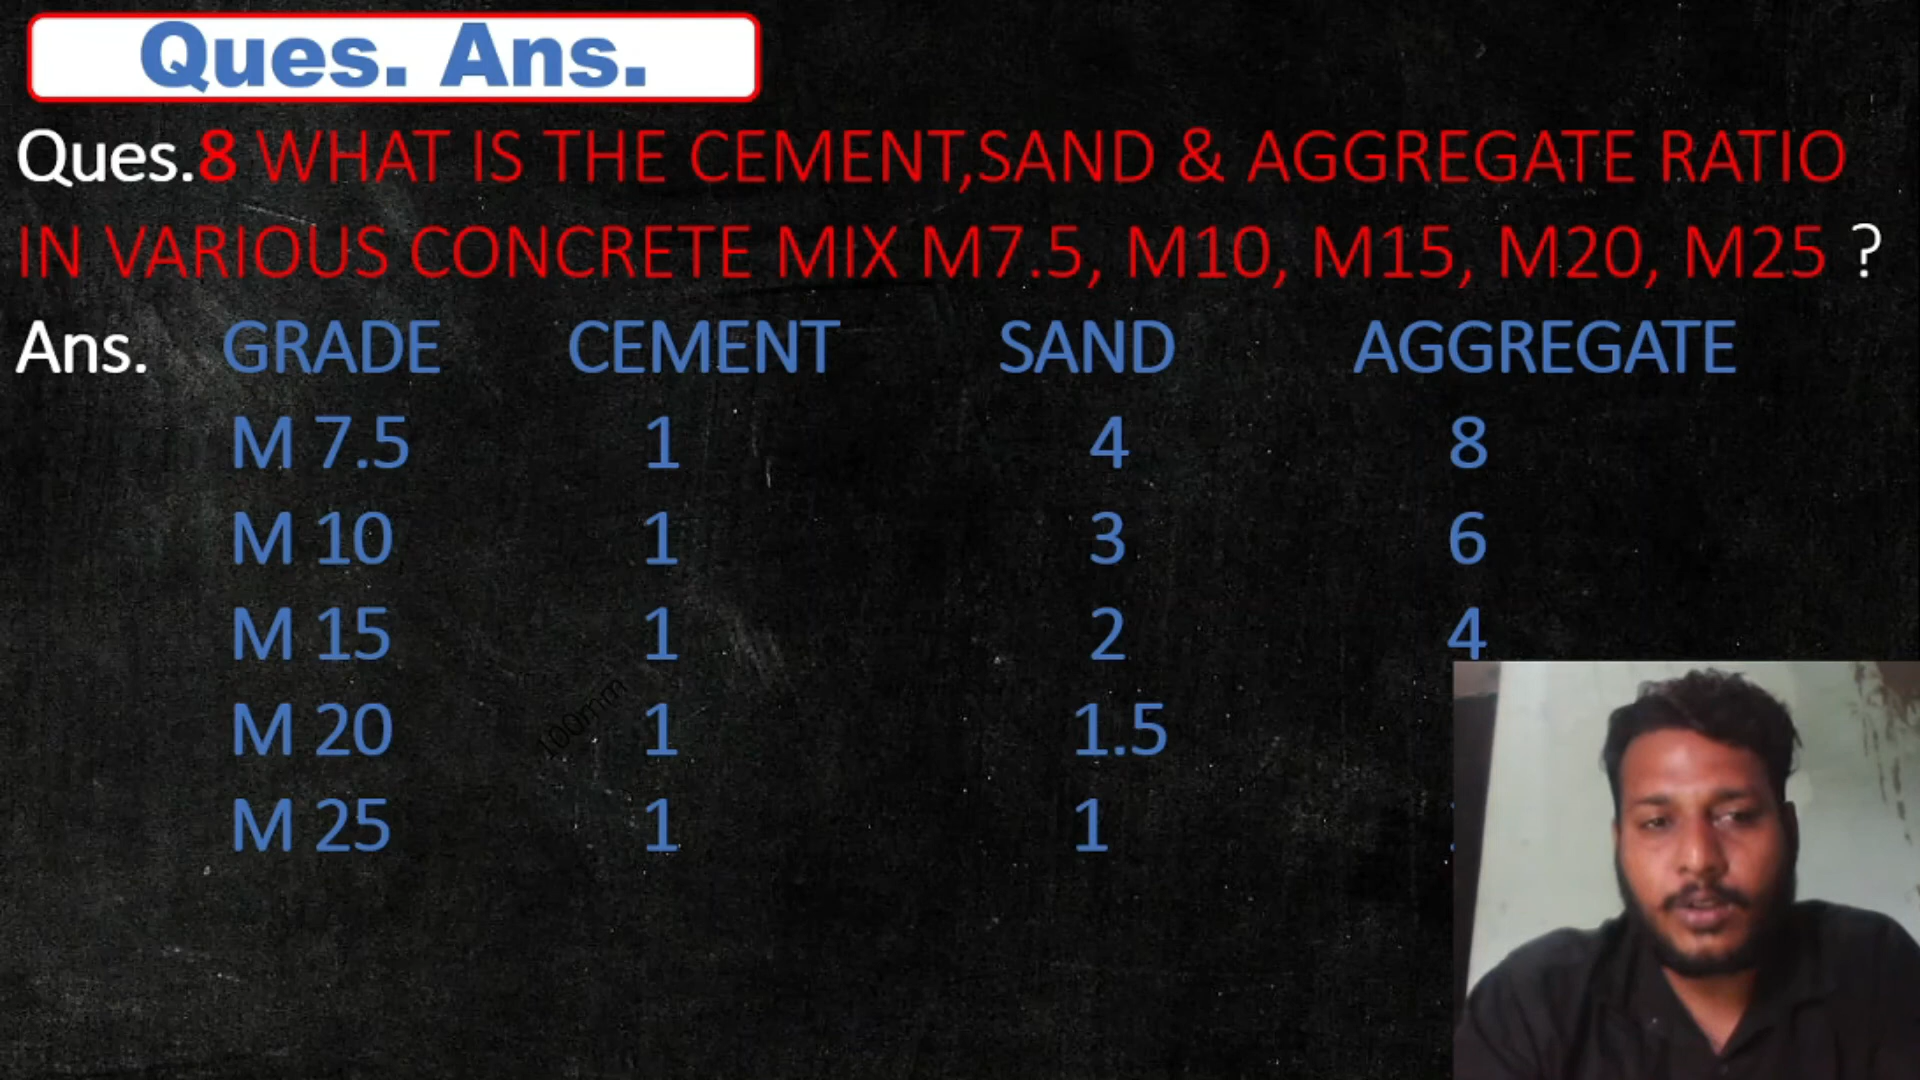 Ques. Ans.
Ques.8 WHAT IS THE CEMENT,SAND & AGGREGATE RATIO
IN VARIOUS CONCRETE MIX M7.5, M10, M15, M20, M25 ?
Ans. GRADE CEMENT SAND AGGREGATE
M 7.5 1 4 8
M 10 1 3 6
M 15 1 2 4
M 20 1 1.5
100mm
M 25 1 1